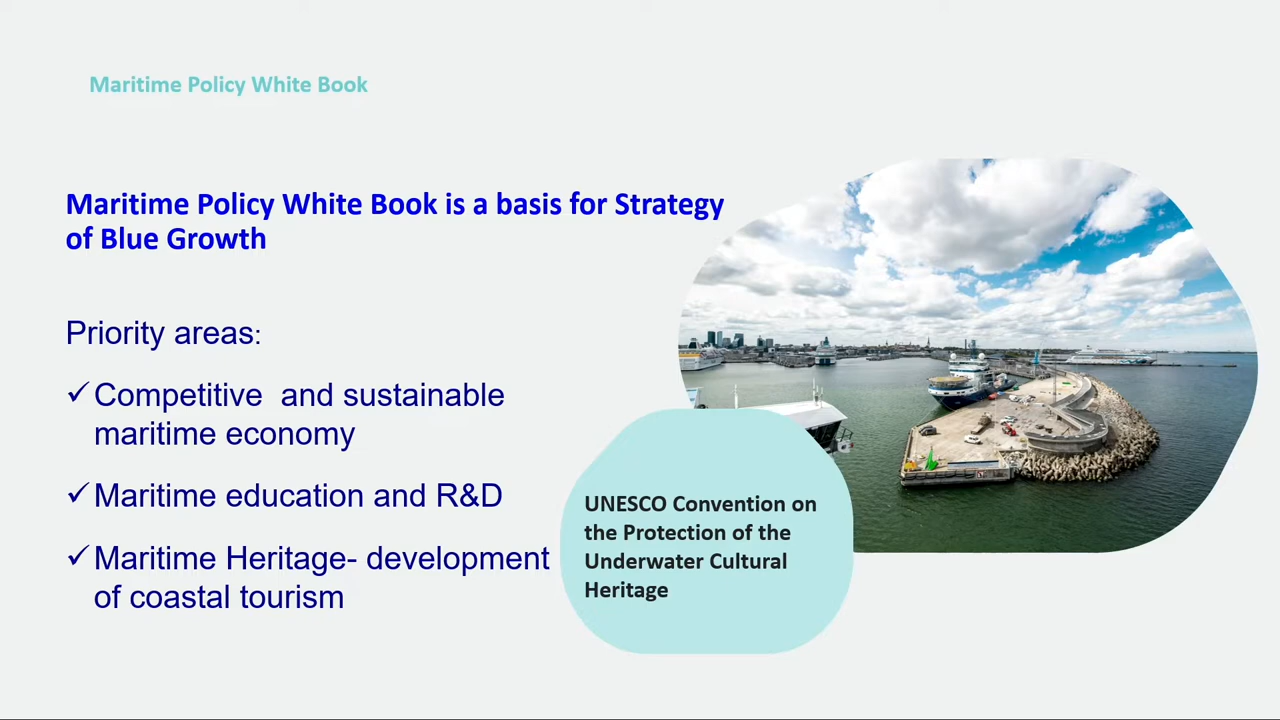 Maritime Policy White Book
Maritime Policy White Book is a basis for Strategy
of Blue Growth
Priority areas:
✓ Competitive  and sustainable
maritime economy
✓ Maritime education and R&D
✓ Maritime Heritage- development
of coastal tourism
UNESCO Convention on
the Protection of the
Underwater Cultural
Heritage